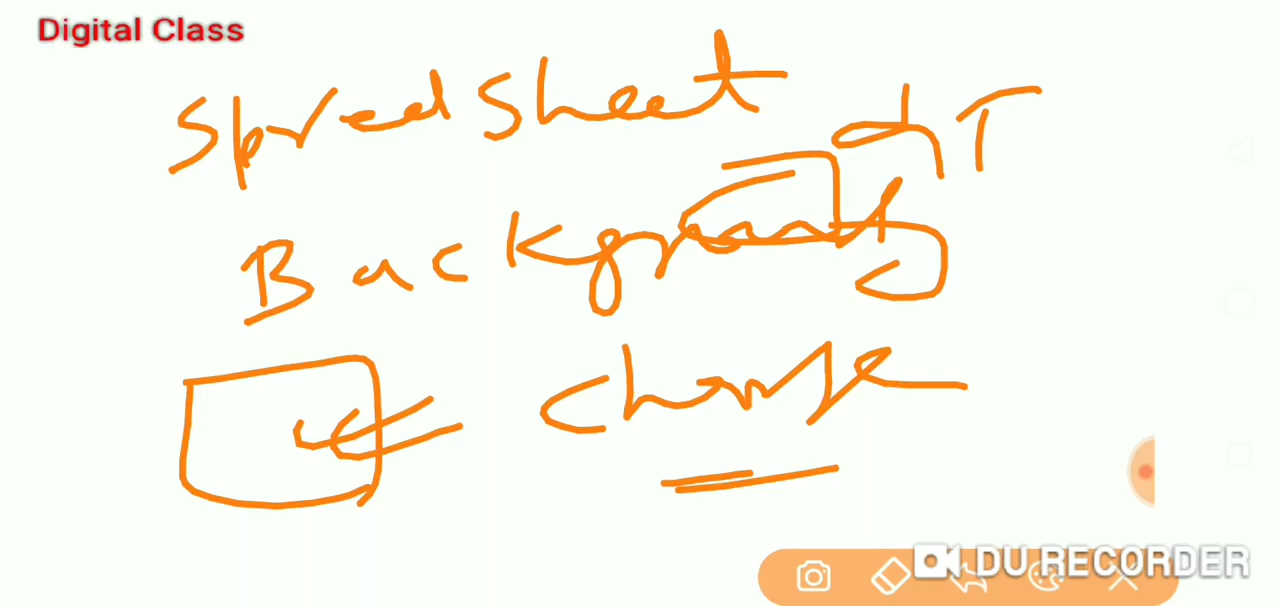 Digital Class
Spreadsheet
Background
Change
DU RECORDER